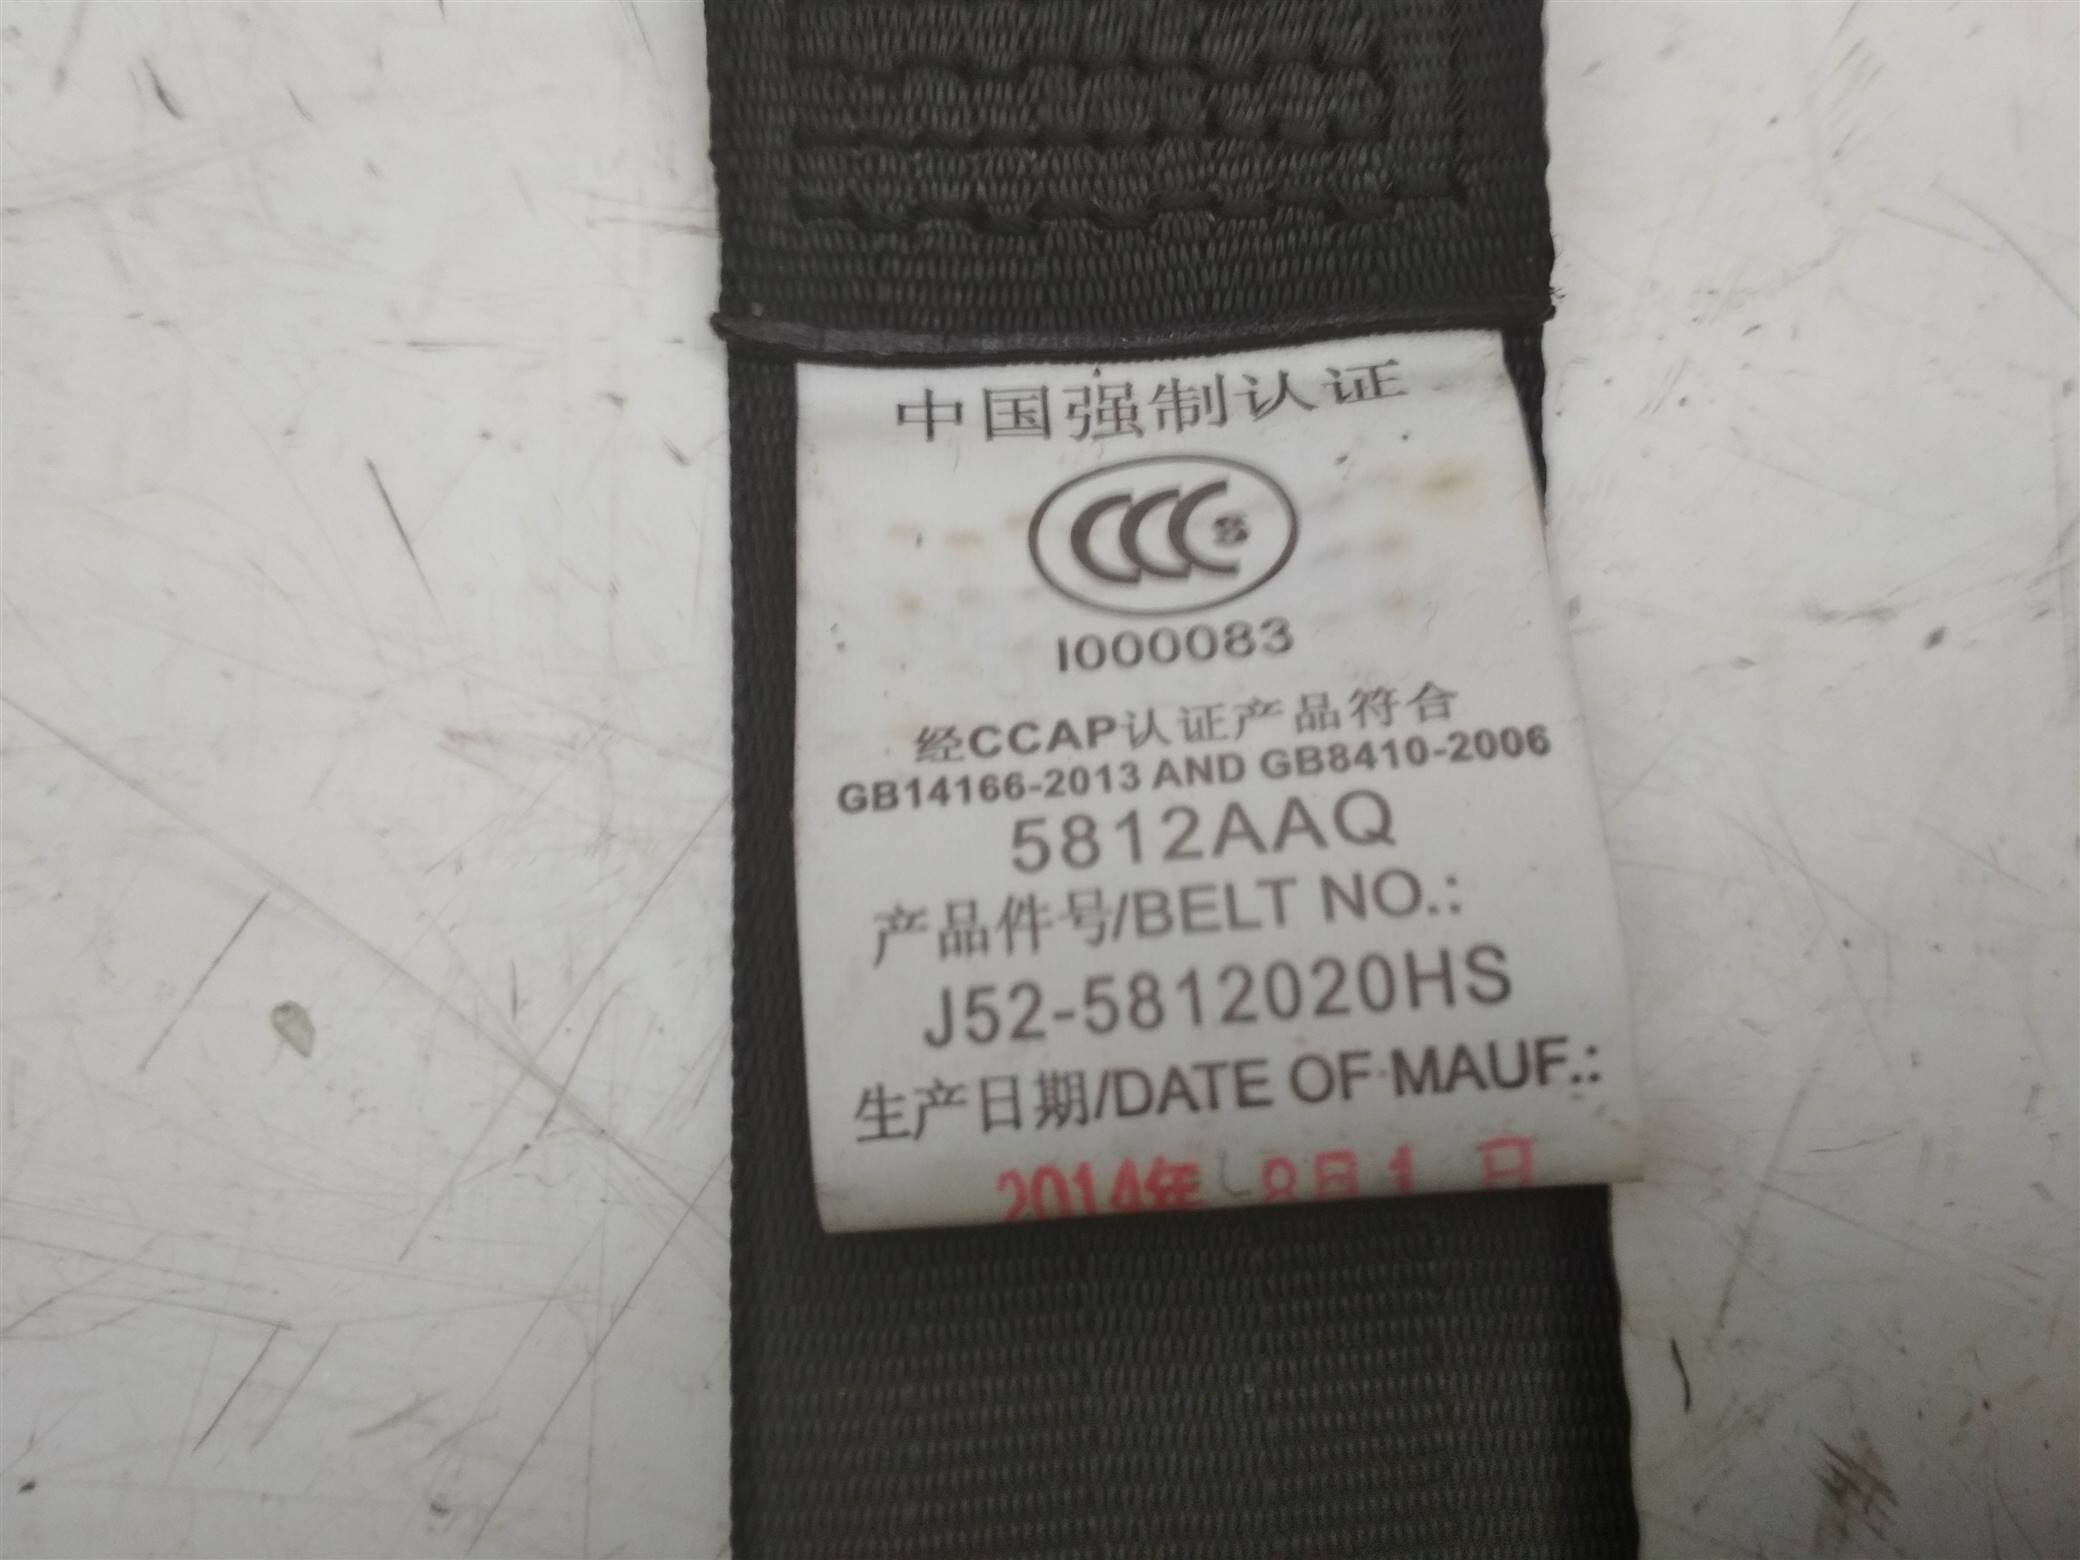 中国强制认证
CCC S
I000083
经CCAP认证产品符合
GB14166-2013 AND GB8410-2006
5812AAQ
产品件号/BELT NO.:
J52-5812020HS
生产日期/DATE OF MAUF.:
2014年 8月1 日